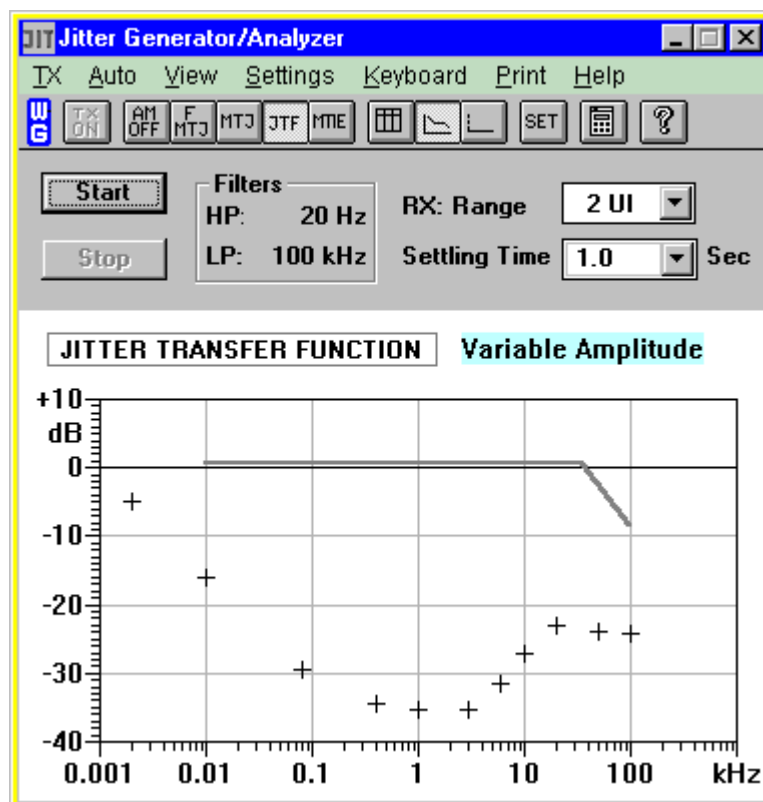 JIT Jitter Generator/Analyzer
TX Auto View Settings Keyboard Print Help
WG TX ON AM OFF F MTJ MTJ JTF MTIE SET ?
Start Filters
HP: 20 Hz RX: Range 2 UI
Stop LP: 100 kHz Settling Time 1.0 Sec
JITTER TRANSFER FUNCTION Variable Amplitude
+10
dB
0
-10
-20
-30
-40
0.001 0.01 0.1 1 10 100 kHz